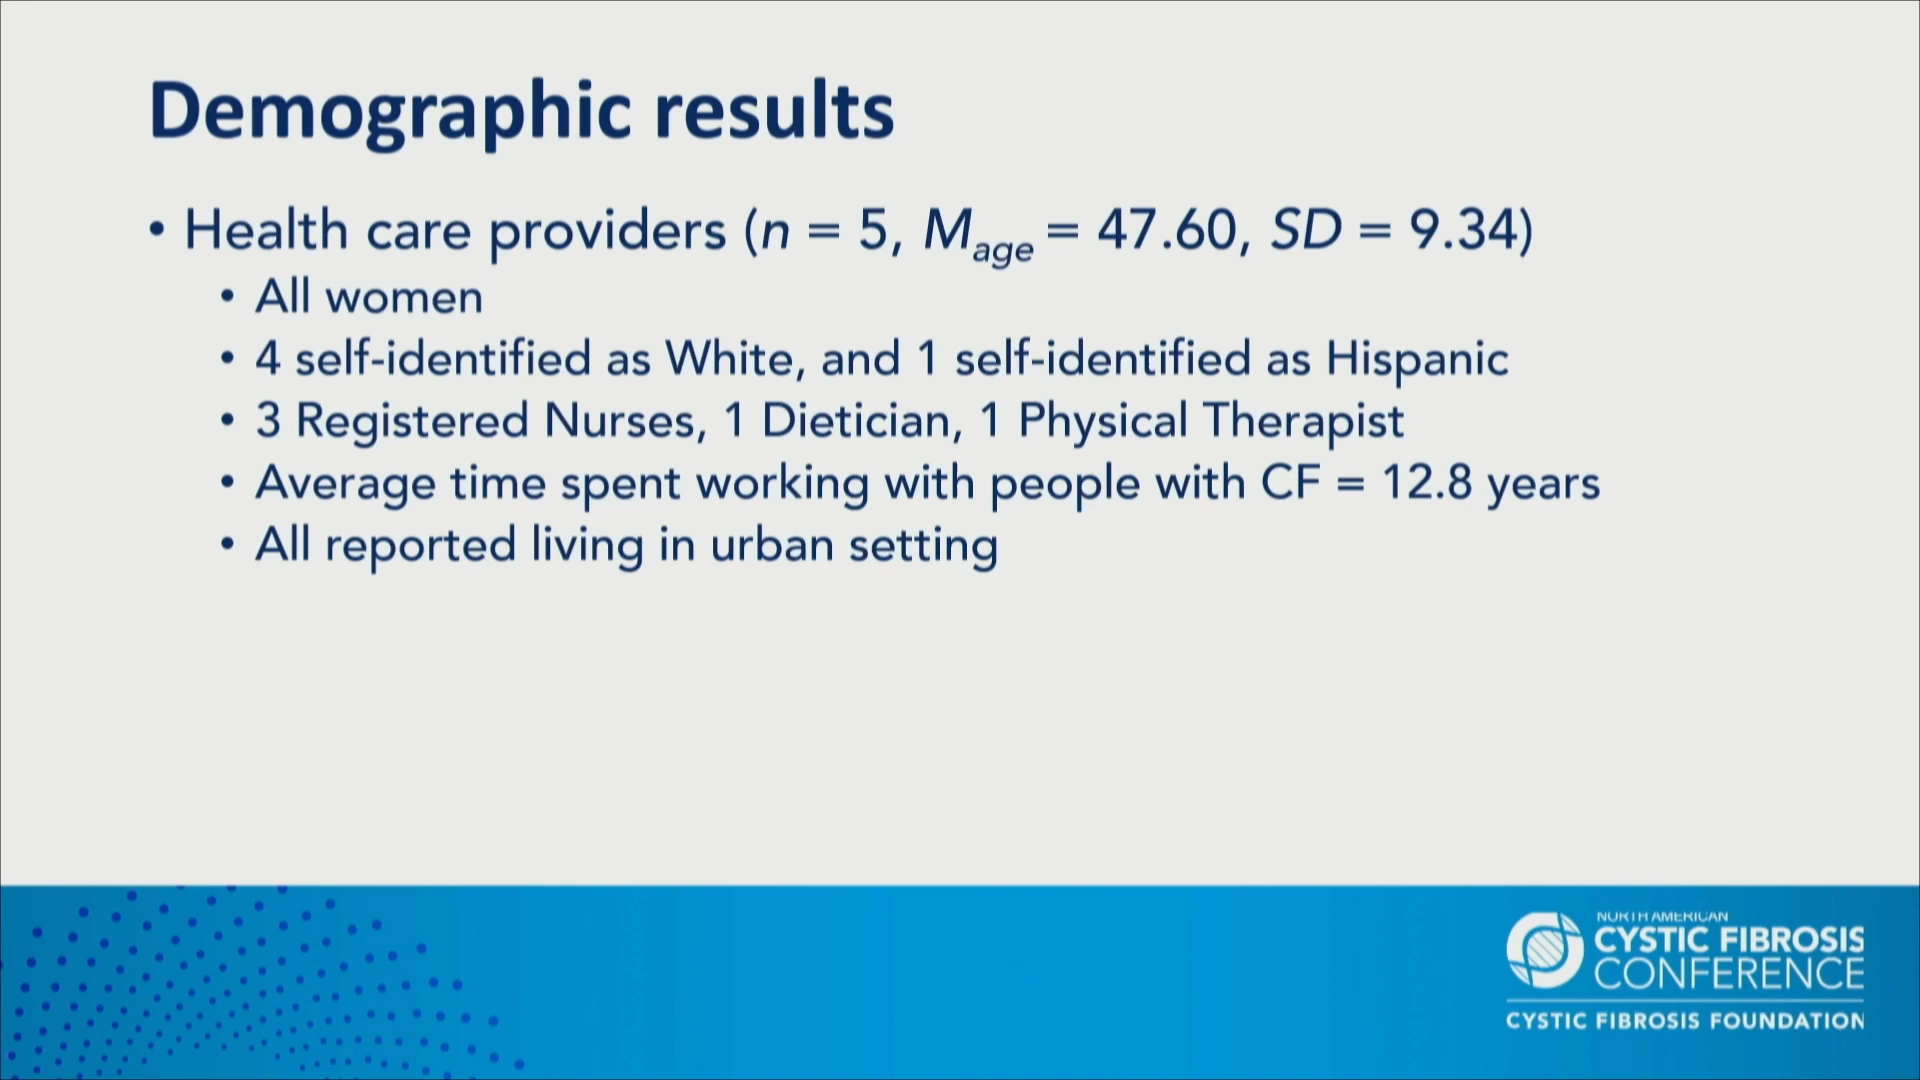 Demographic results
• Health care providers (n = 5, Mage = 47.60, SD = 9.34)
• All women
• 4 self-identified as White, and 1 self-identified as Hispanic
• 3 Registered Nurses, 1 Dietician, 1 Physical Therapist
• Average time spent working with people with CF = 12.8 years
• All reported living in urban setting
NORTH AMERICAN
CYSTIC FIBROSIS
CONFERENCE
CYSTIC FIBROSIS FOUNDATION